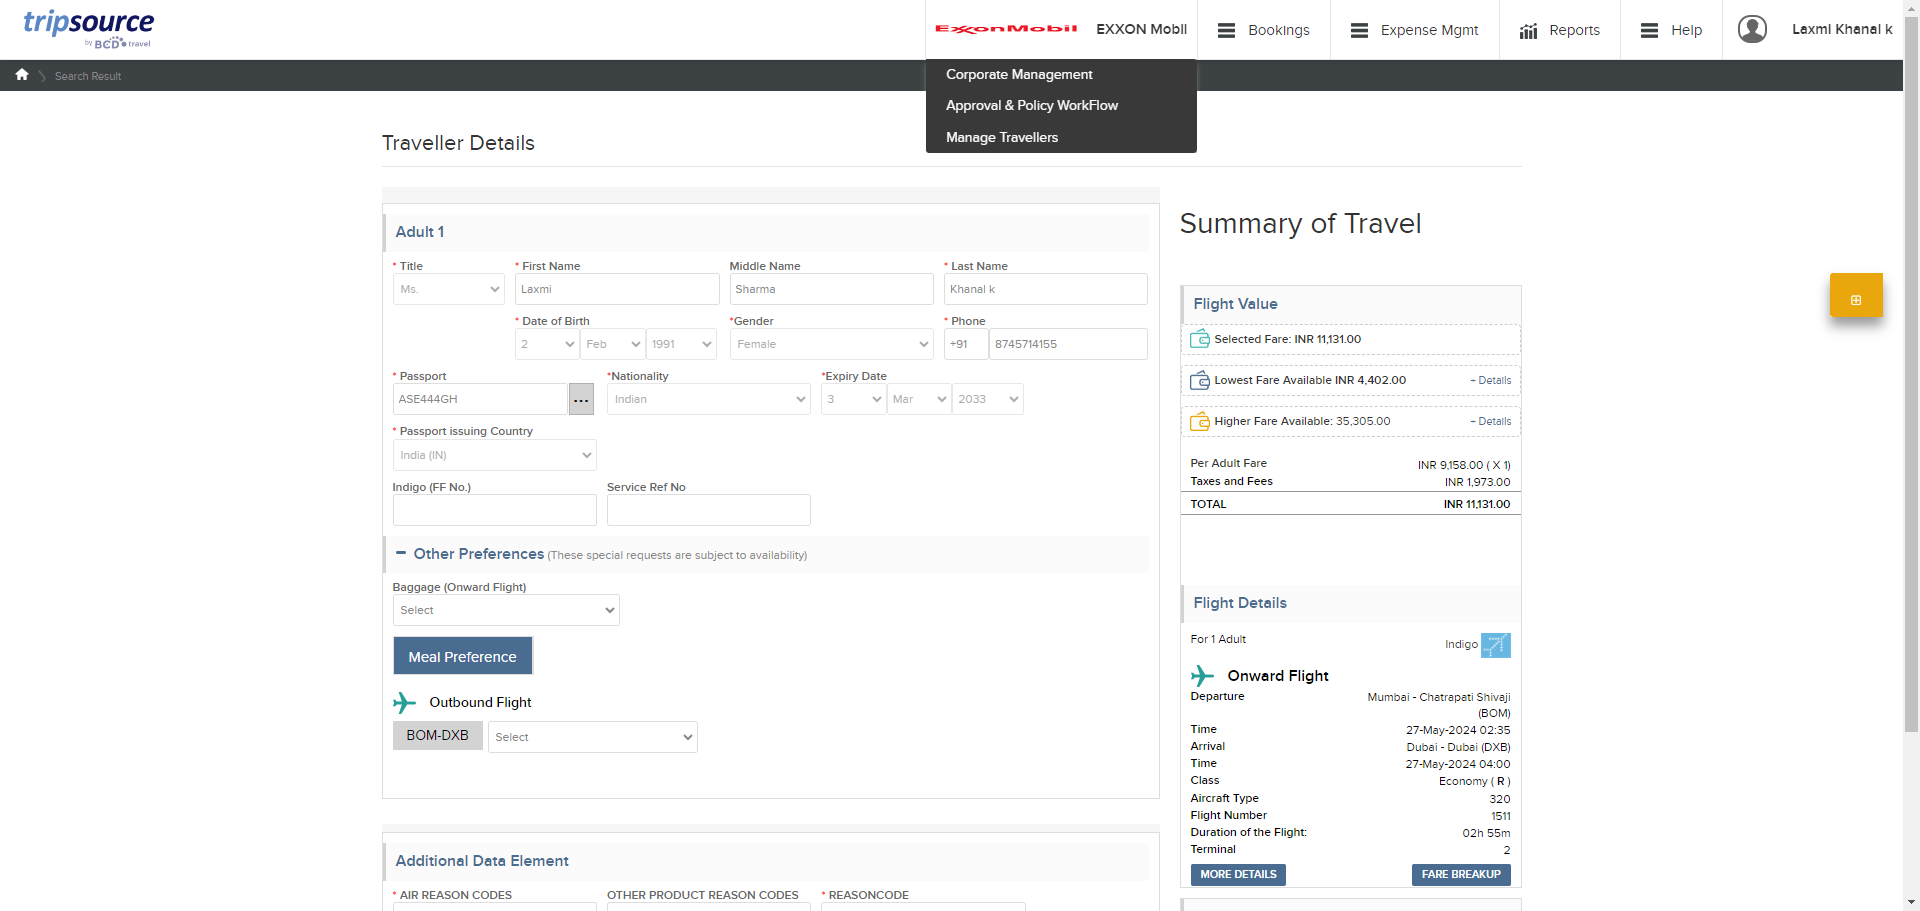 tripsource
by BCD travel
ExxonMobil
EXXON Mobil
Bookings
Expense Mgmt
Reports
Help
Laxmi Khanal k
Search Result
Corporate Management
Approval & Policy WorkFlow
Manage Travellers
Traveller Details
Adult 1
* Title
* First Name
Middle Name
* Last Name
Ms.
Laxmi
Sharma
Khanal k
* Date of Birth
*Gender
* Phone
2
Feb
1991
Female
+91
8745714155
* Passport
*Nationality
*Expiry Date
ASE444GH
...
Indian
3
Mar
2033
* Passport issuing Country
India (IN)
Indigo (FF No.)
Service Ref No
Other Preferences (These special requests are subject to availability)
Baggage (Onward Flight)
Select
Meal Preference
Outbound Flight
BOM-DXB
Select
Additional Data Element
* AIR REASON CODES
OTHER PRODUCT REASON CODES
* REASONCODE
Summary of Travel
Flight Value
Selected Fare: INR 11,131.00
Lowest Fare Available INR 4,402.00
+ Details
Higher Fare Available: 35,305.00
+ Details
Per Adult Fare
INR 9,158.00 ( X 1)
Taxes and Fees
INR 1,973.00
TOTAL
INR 11,131.00
Flight Details
For 1 Adult
Indigo
Onward Flight
Departure
Mumbai - Chatrapati Shivaji
(BOM)
Time
27-May-2024 02:35
Arrival
Dubai - Dubai (DXB)
Time
27-May-2024 04:00
Class
Economy ( R )
Aircraft Type
320
Flight Number
1511
Duration of the Flight:
02h 55m
Terminal
2
MORE DETAILS
FARE BREAKUP